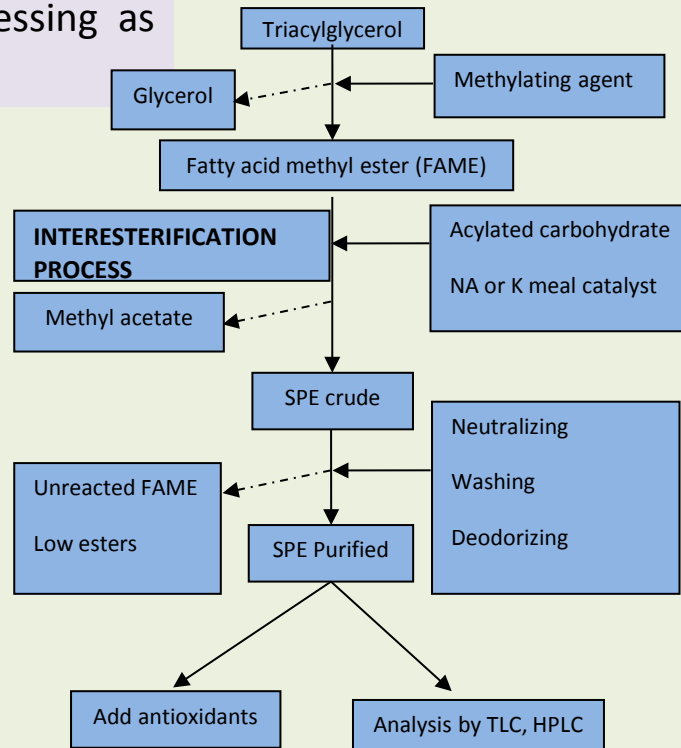 essing as
Triacylglycerol
Glycerol
Methylating agent
Fatty acid methyl ester (FAME)
INTERESTERIFICATION
PROCESS
Acylated carbohydrate
NA or K meal catalyst
Methyl acetate
SPE crude
Neutralizing
Washing
Deodorizing
Unreacted FAME
Low esters
SPE Purified
Add antioxidants
Analysis by TLC, HPLC